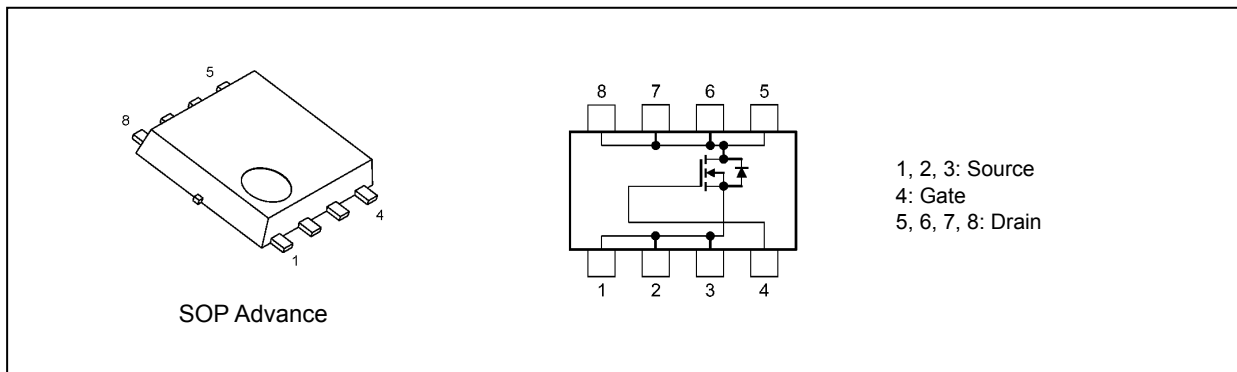 5
8
4
1
SOP Advance
8 7 6 5
1 2 3 4
1, 2, 3: Source
4: Gate
5, 6, 7, 8: Drain